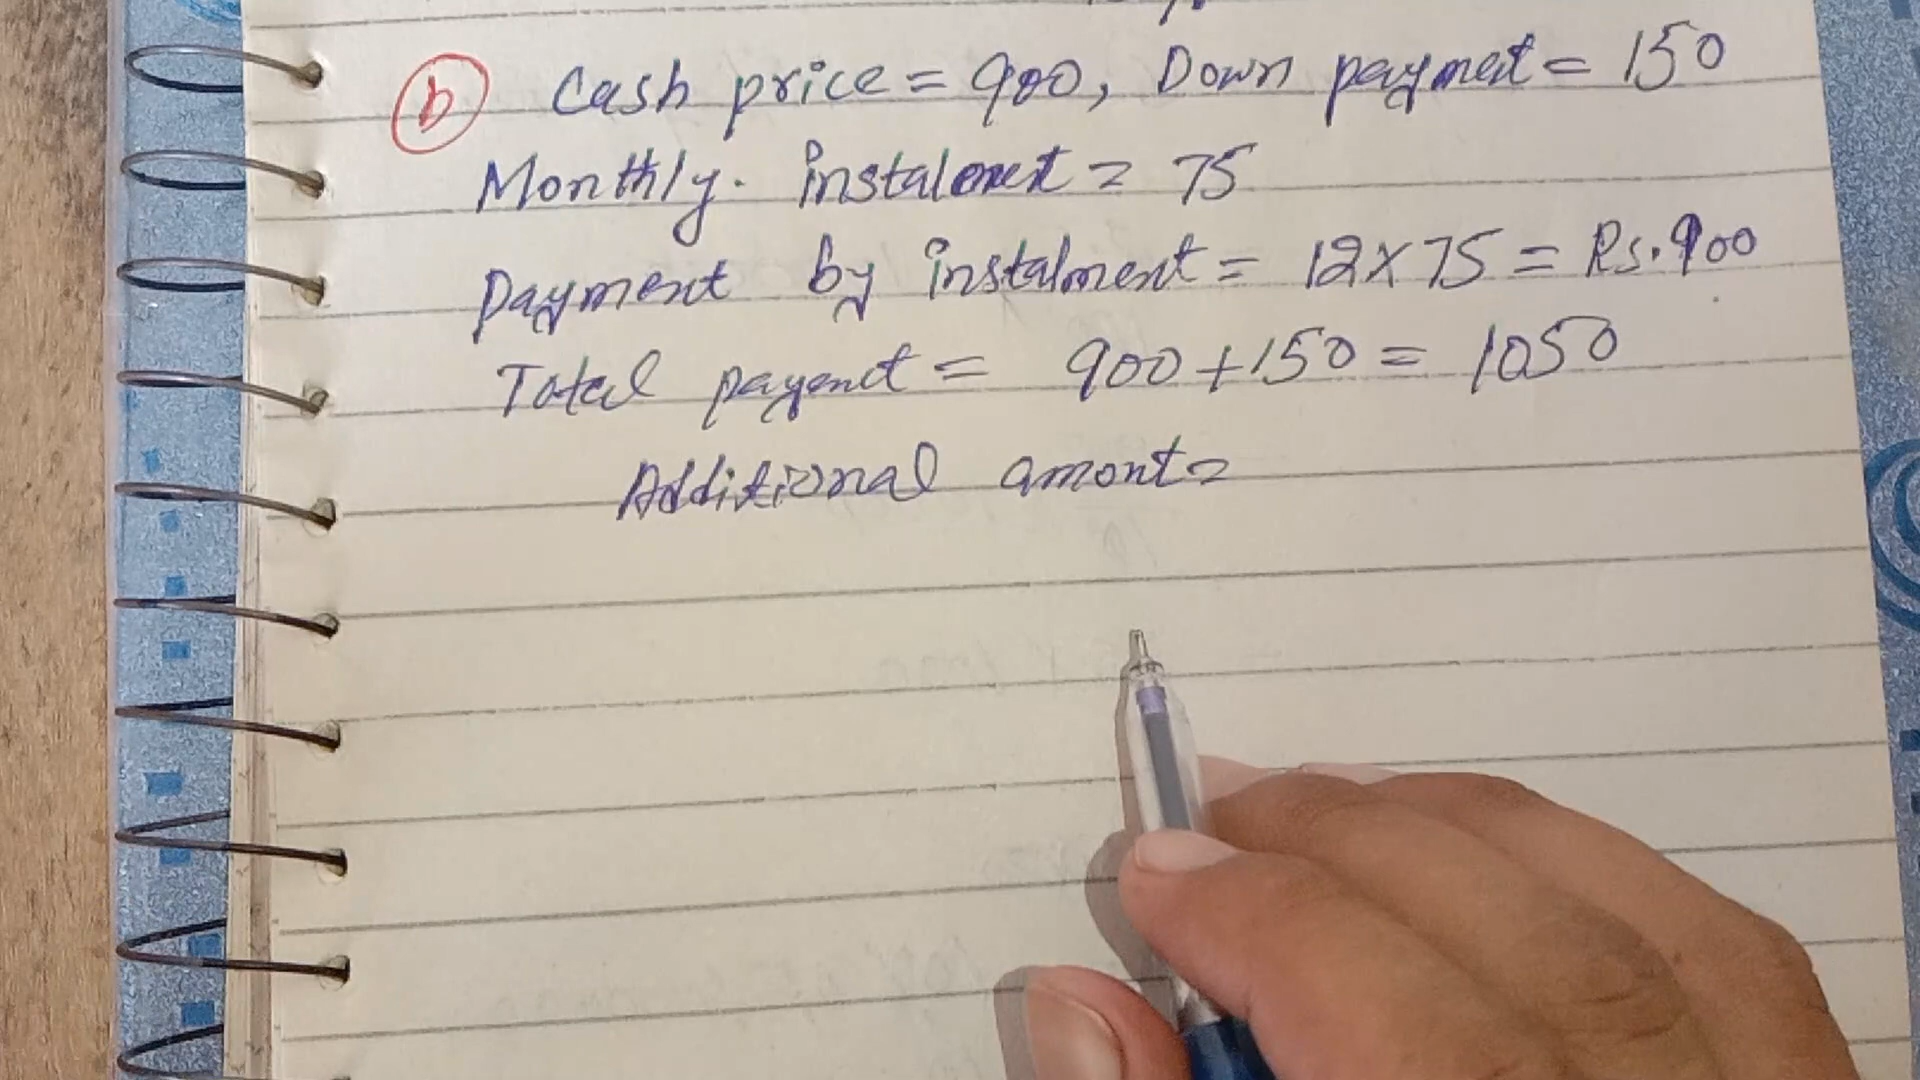 b Cash price = 900, Down payment = 150
Monthly. instalment = 75
Payment by instalment = 12 x 75 = Rs. 900
Total payment = 900 + 150 = 1050
Additional amont =